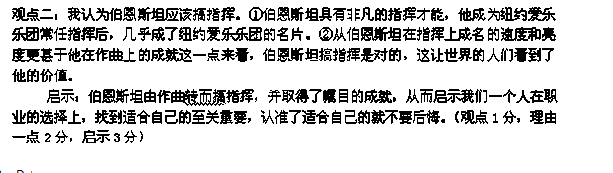 观点二：我认为伯恩斯坦应该搞指挥。①伯恩斯坦具有非凡的指挥才能，他成为纽约爱乐
乐团常任指挥后，几乎成了纽约爱乐乐团的名片。②从伯恩斯坦在指挥上成名的速度和亮
度更甚于他在作曲上的成就这一点来看，伯恩斯坦搞指挥是对的，这让世界的人们看到了
他的价值。
启示：伯恩斯坦由作曲转而搞指挥，并取得了瞩目的成就，从而启示我们一个人在职
业的选择上，找到适合自己的至关重要，认准了适合自己的就不要后悔。（观点1分，理由
一点2分，启示3分）